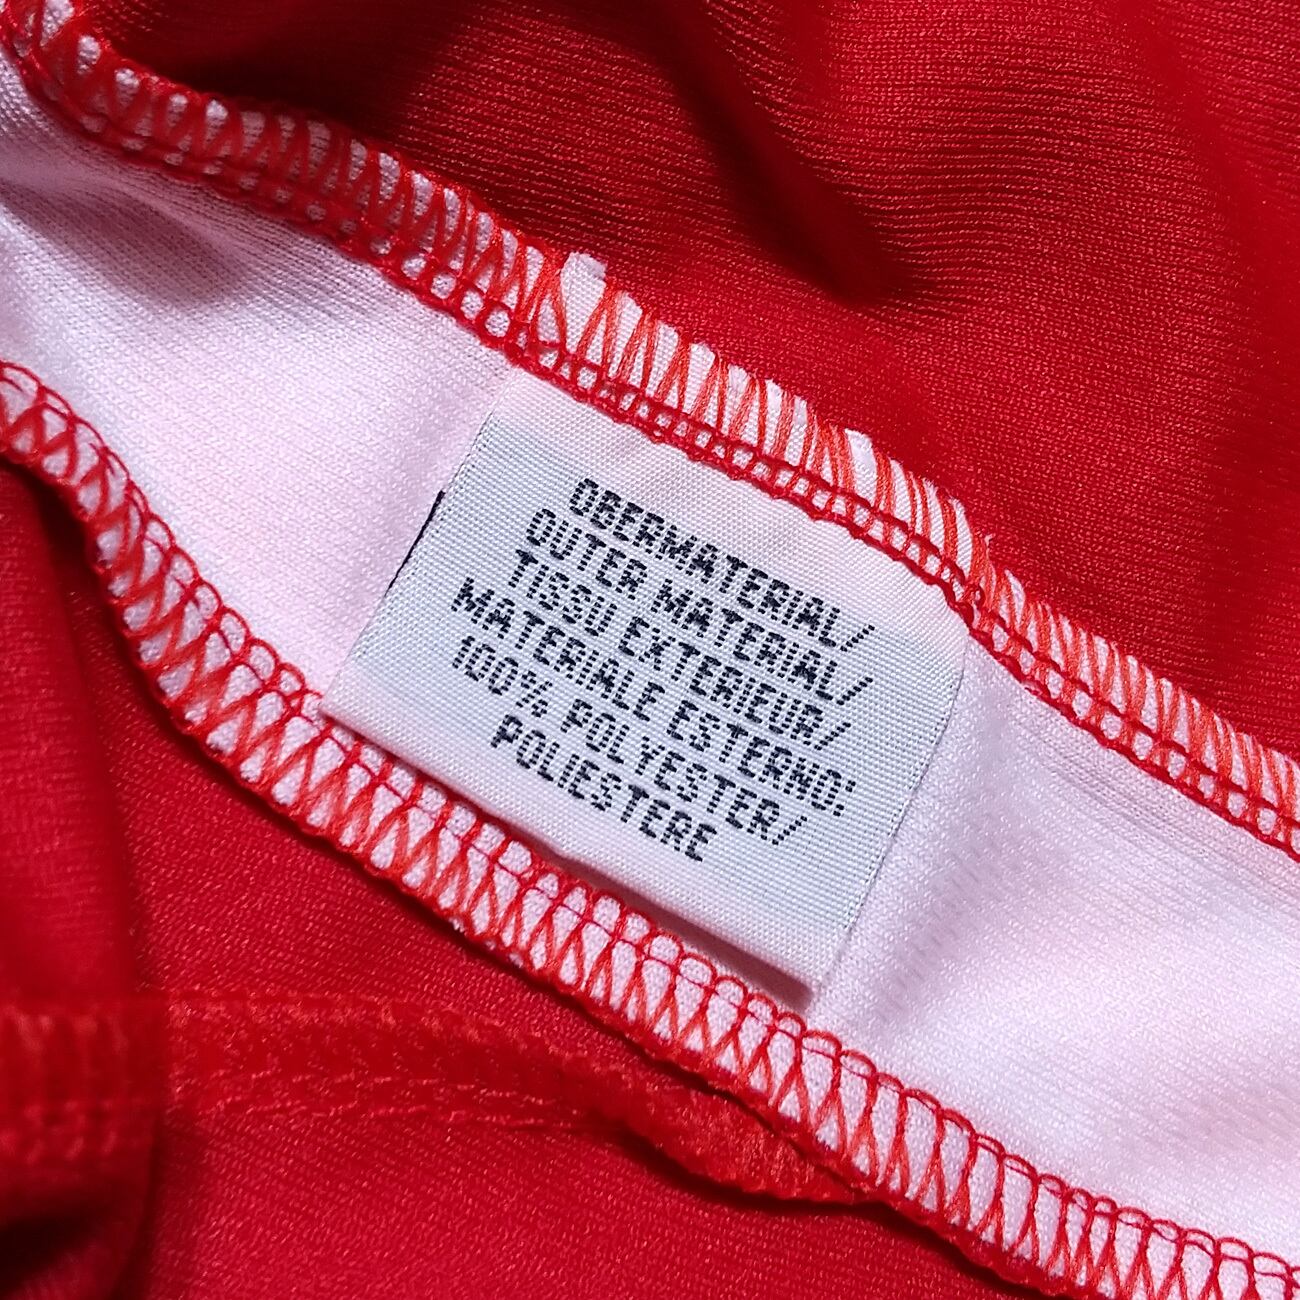 OBERMATERIAL/
OUTER MATERIAL/
TISSU EXTERIEUR/
MATERIALE ESTERNO:
100% POLYESTER/
POLIESTERE